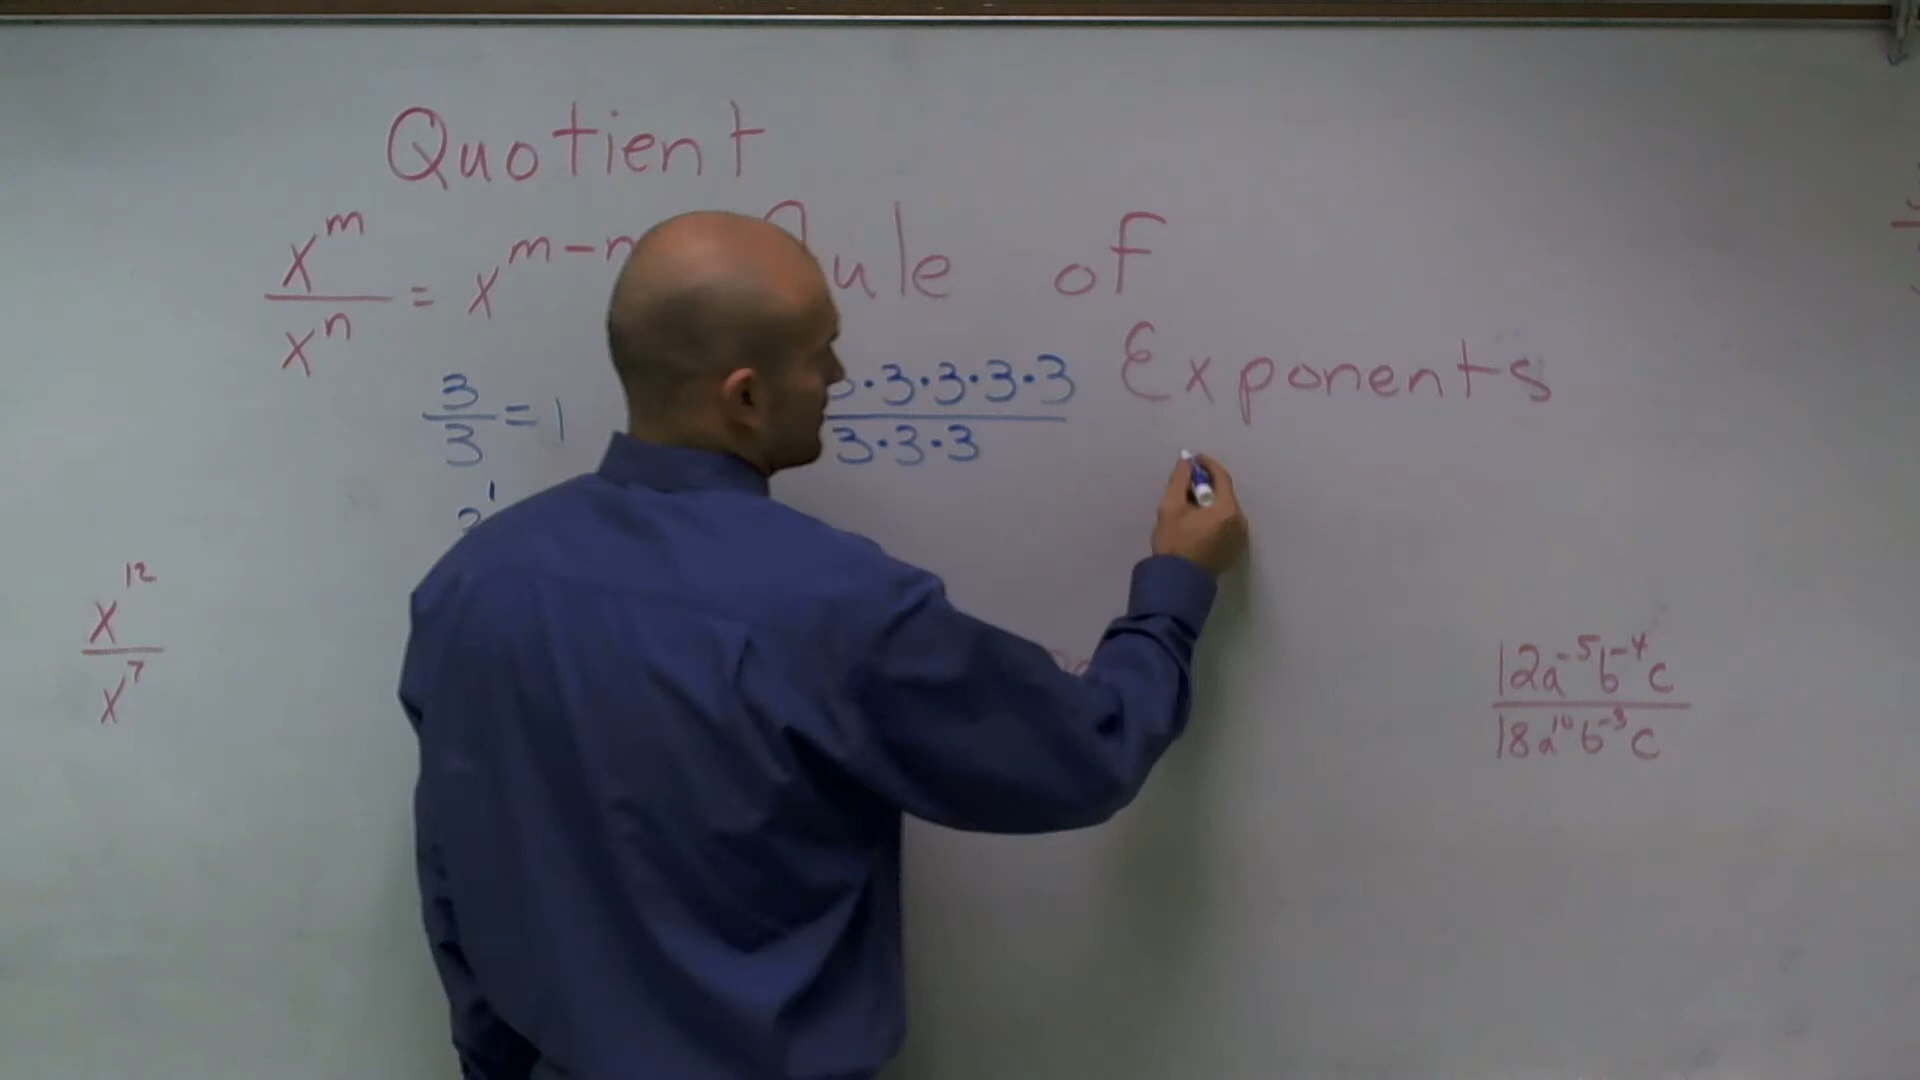 Quotient
Rule of
Exponents
x^m / x^n = x^{m-n}
3/3 = 1
3·3·3·3·3 / 3·3·3
x^12 / x^7
12a^{-5}b^{-4}c / 18a^{10}b^{-3}c